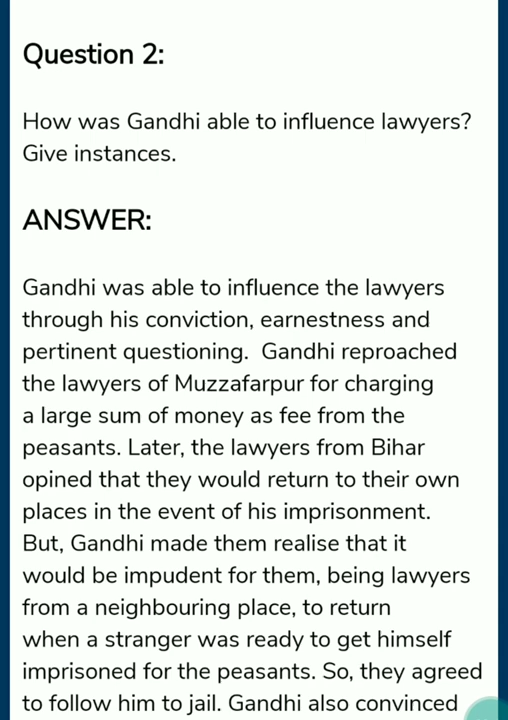 Question 2:
How was Gandhi able to influence lawyers?
Give instances.
ANSWER:
Gandhi was able to influence the lawyers
through his conviction, earnestness and
pertinent questioning.  Gandhi reproached
the lawyers of Muzzafarpur for charging
a large sum of money as fee from the
peasants. Later, the lawyers from Bihar
opined that they would return to their own
places in the event of his imprisonment.
But, Gandhi made them realise that it
would be impudent for them, being lawyers
from a neighbouring place, to return
when a stranger was ready to get himself
imprisoned for the peasants. So, they agreed
to follow him to jail. Gandhi also convinced